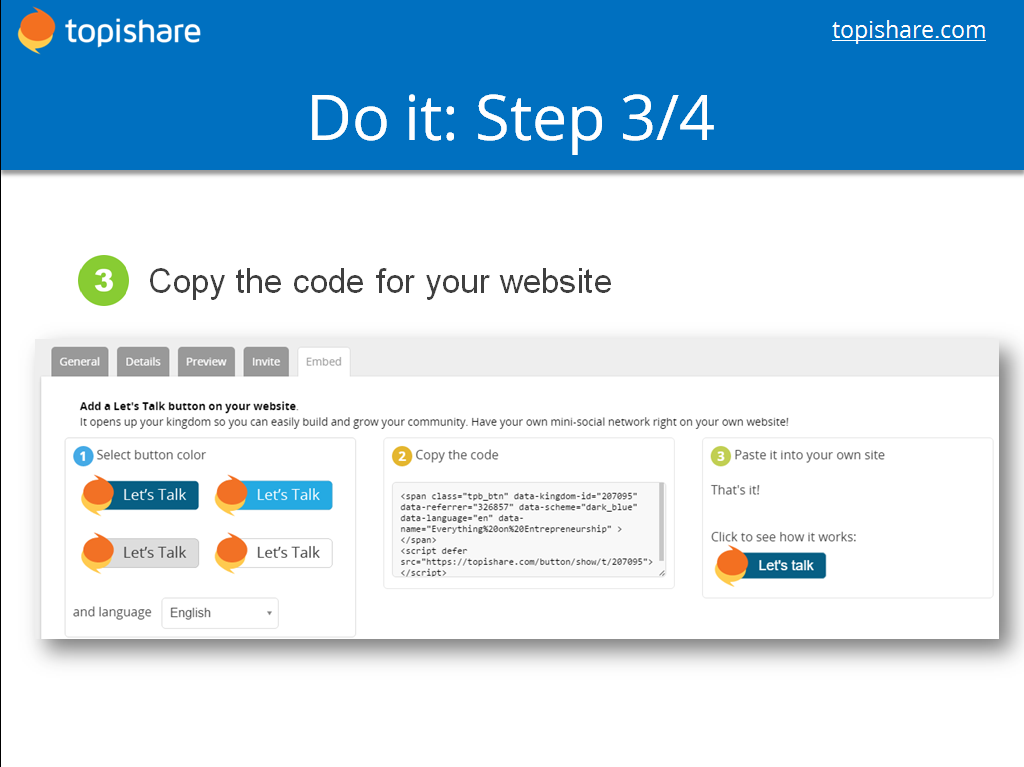 topishare
topishare.com
Do it: Step 3/4
3 Copy the code for your website
General Details Preview Invite Embed
Add a Let's Talk button on your website.
It opens up your kingdom so you can easily build and grow your community. Have your own mini-social network right on your own website!
1 Select button color
Let's Talk Let's Talk
Let's Talk Let's Talk
and language English
2 Copy the code
<span class="tpb_btn" data-kingdom-id="207095"
data-referrer="326857" data-scheme="dark_blue"
data-language="en" data-
name="Everything%20on%20Entrepreneurship" >
</span>
<script defer
src="https://topishare.com/button/show/t/207095">
</script>
3 Paste it into your own site
That's it!
Click to see how it works:
Let's talk